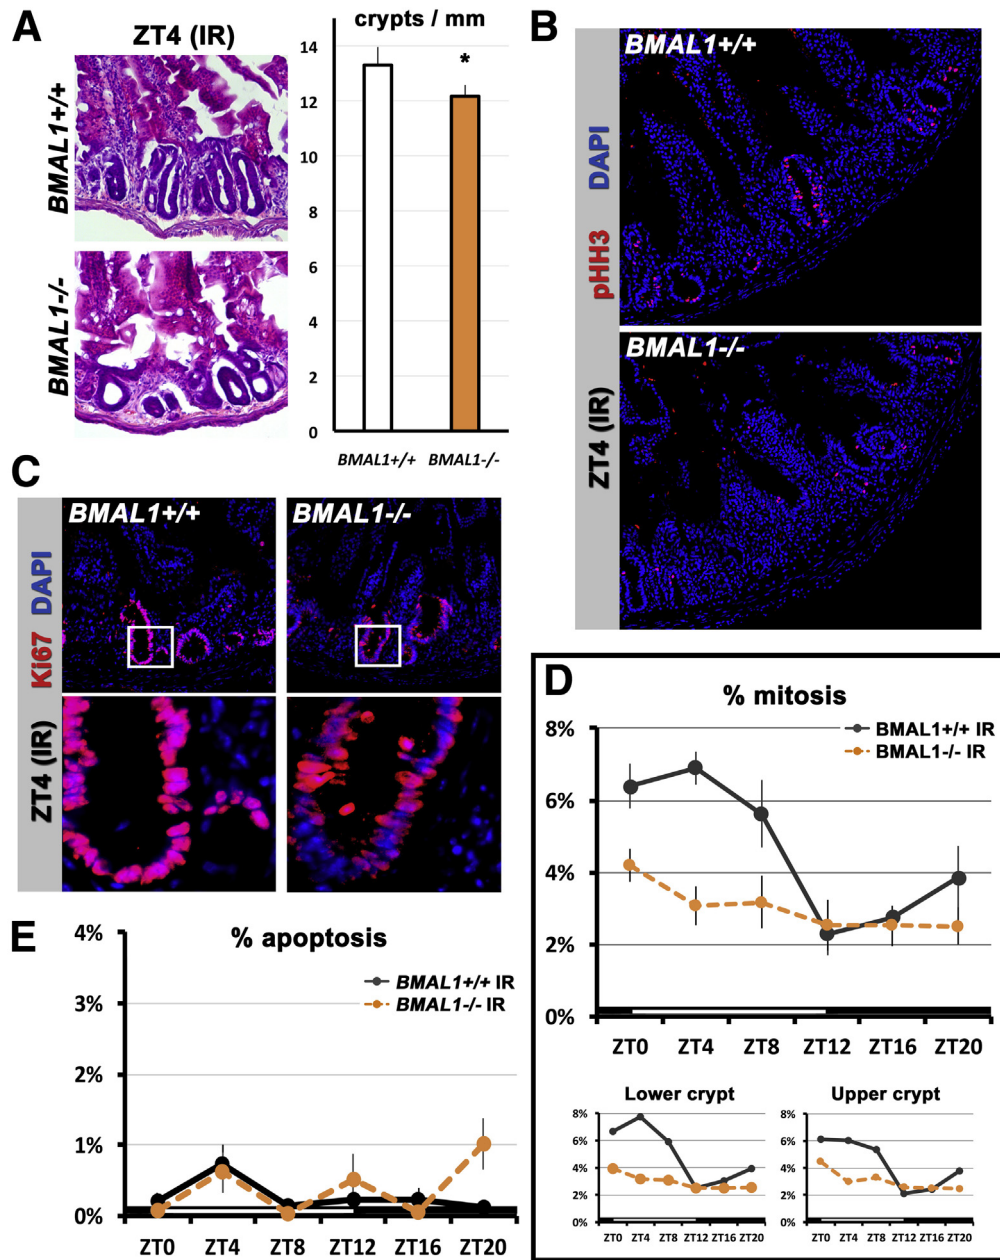 A
ZT4 (IR)
BMAL1+/+
BMAL1-/-
crypts / mm
14
12
10
8
6
4
2
0
*
BMAL1+/+ BMAL1-/-
B
BMAL1+/+
pHH3 DAPI
BMAL1-/-
ZT4 (IR)
C
BMAL1+/+
BMAL1-/-
Ki67 DAPI
ZT4 (IR)
D
% mitosis
BMAL1+/+ IR
BMAL1-/- IR
8%
6%
4%
2%
0%
ZT0 ZT4 ZT8 ZT12 ZT16 ZT20
Lower crypt
8%
6%
4%
2%
0%
ZT0 ZT4 ZT8 ZT12 ZT16 ZT20
Upper crypt
8%
6%
4%
2%
0%
ZT0 ZT4 ZT8 ZT12 ZT16 ZT20
E
% apoptosis
BMAL1+/+ IR
BMAL1-/- IR
4%
3%
2%
1%
0%
ZT0 ZT4 ZT8 ZT12 ZT16 ZT20